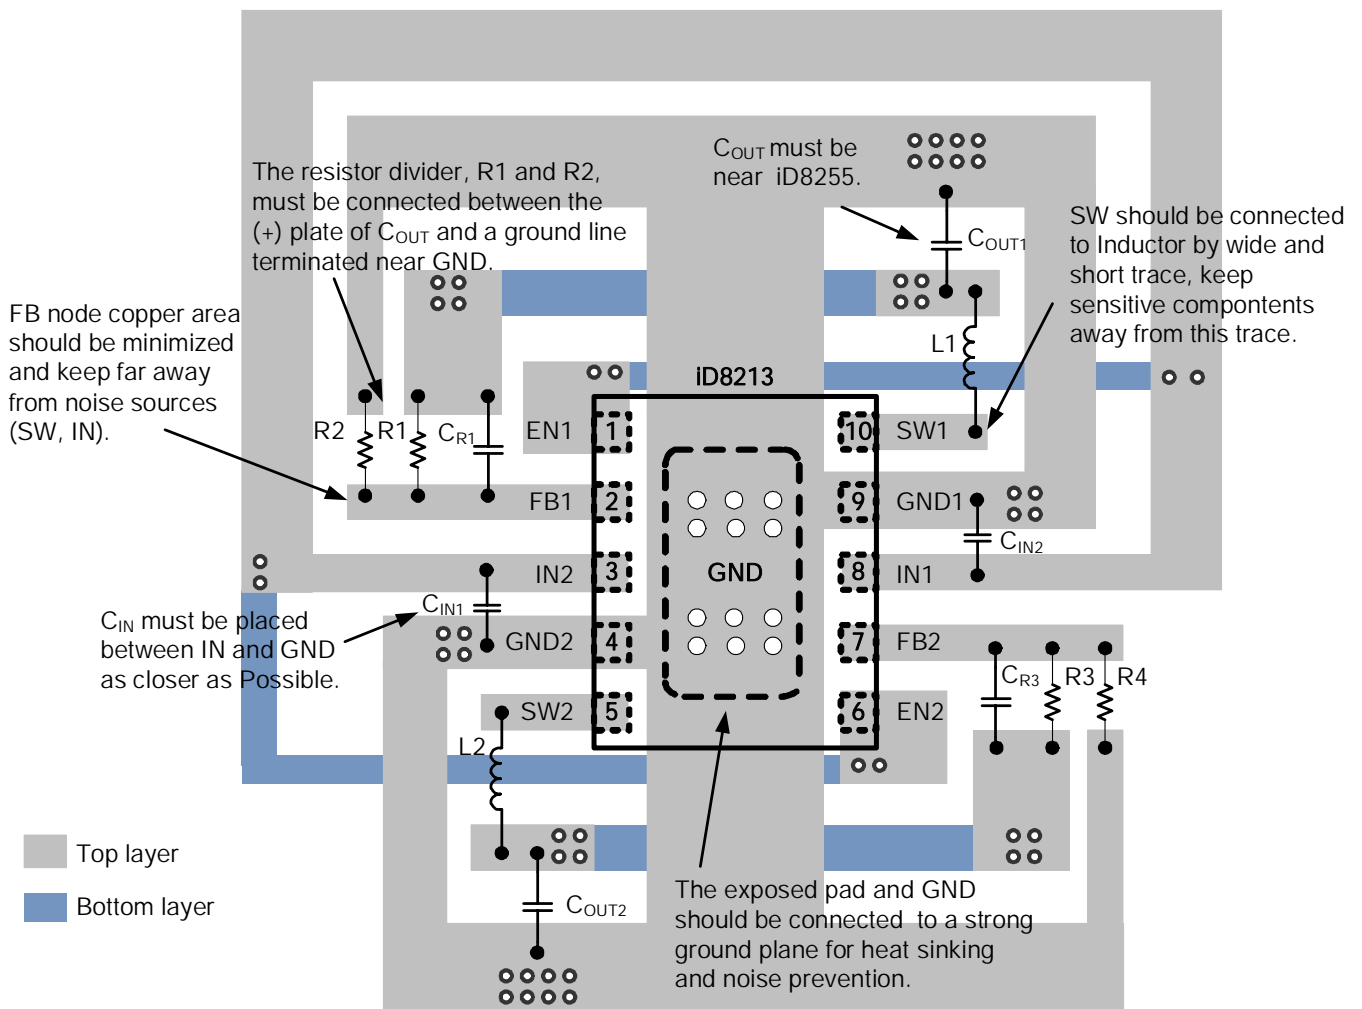 The resistor divider, R1 and R2,
must be connected between the
(+) plate of COUT and a ground line
terminated near GND.
COUT must be
near iD8255.
SW should be connected
to Inductor by wide and
short trace, keep
sensitive compontents
away from this trace.
FB node copper area
should be minimized
and keep far away
from noise sources
(SW, IN).
COUT1
L1
iD8213
R2
R1
CR1
EN1
1
10
SW1
FB1
2
9
GND1
CIN2
IN2
3
GND
8
IN1
CIN1
CIN must be placed
between IN and GND
as closer as Possible.
GND2
4
7
FB2
CR3
R3
R4
SW2
5
6
EN2
L2
Top layer
Bottom layer
COUT2
The exposed pad and GND
should be connected to a strong
ground plane for heat sinking
and noise prevention.